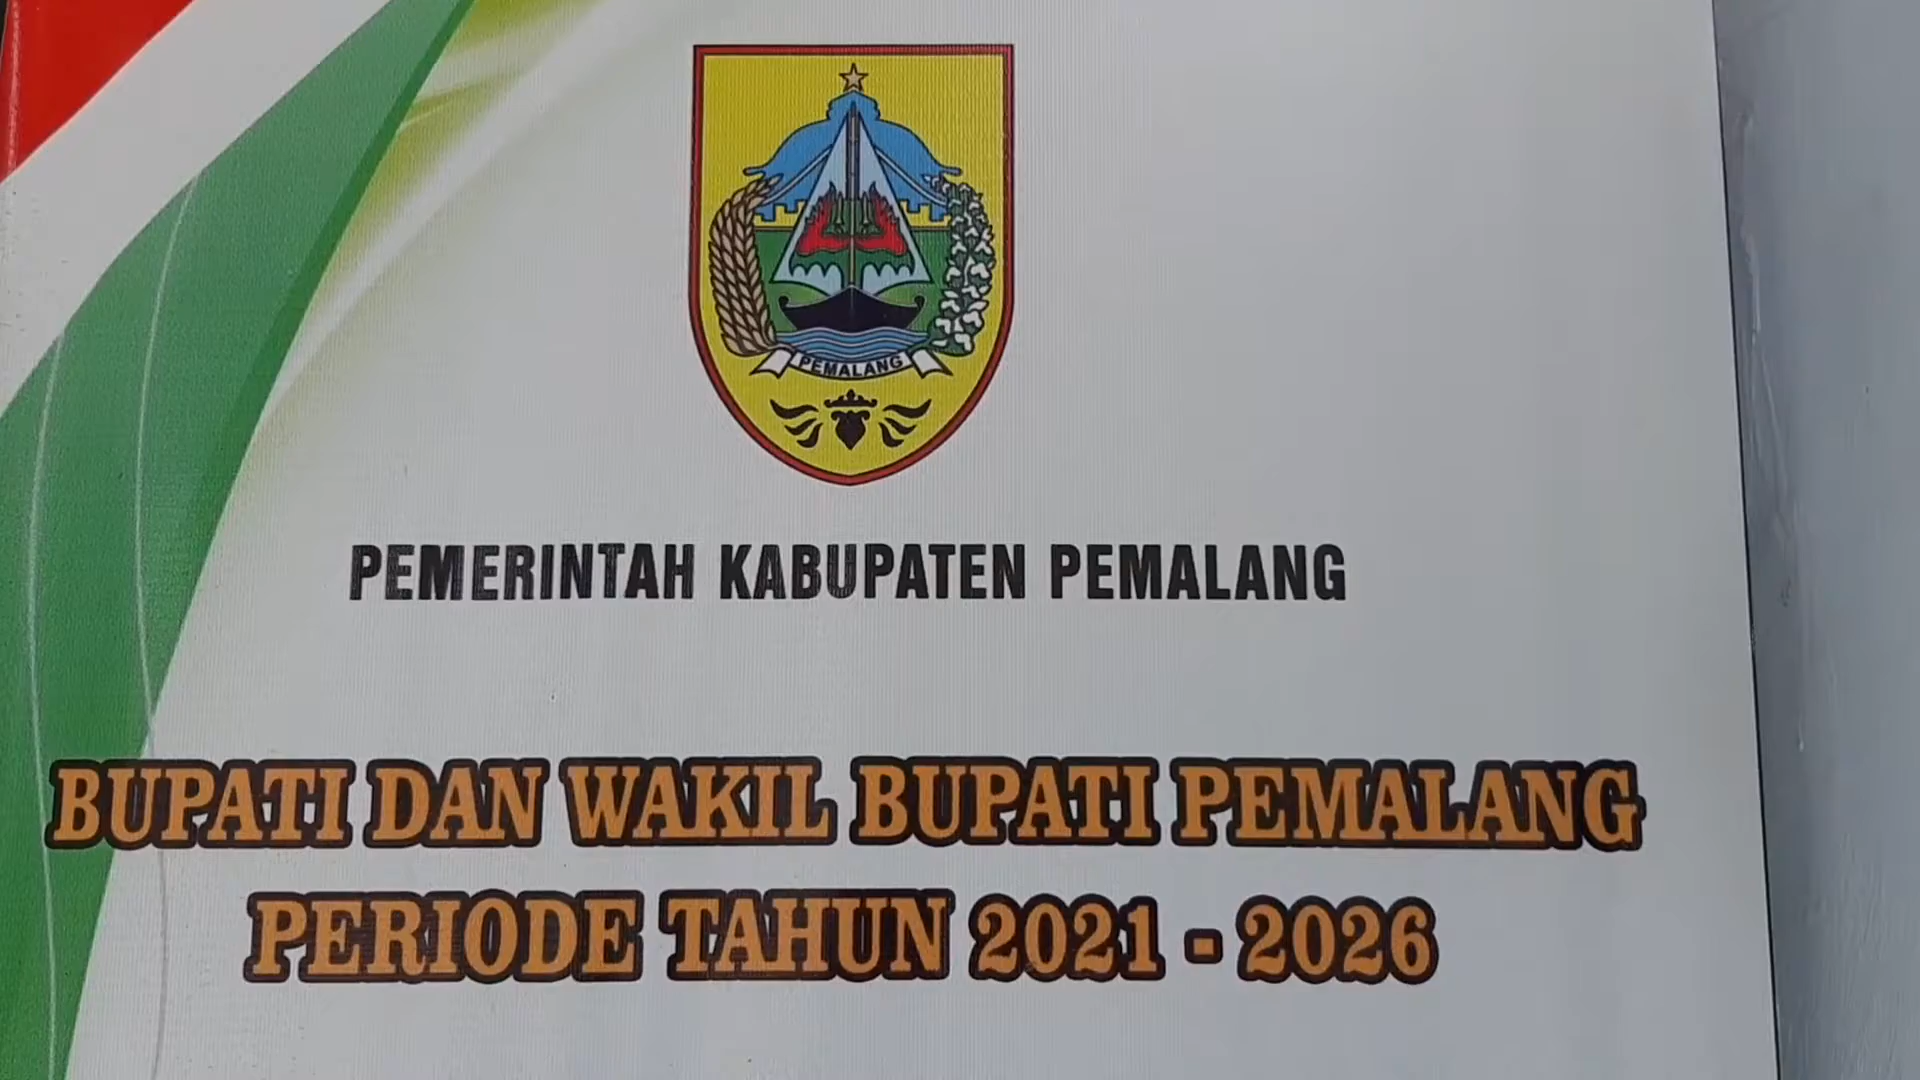 PEMALANG
PEMERINTAH KABUPATEN PEMALANG
BUPATI DAN WAKIL BUPATI PEMALANG
PERIODE TAHUN 2021 - 2026